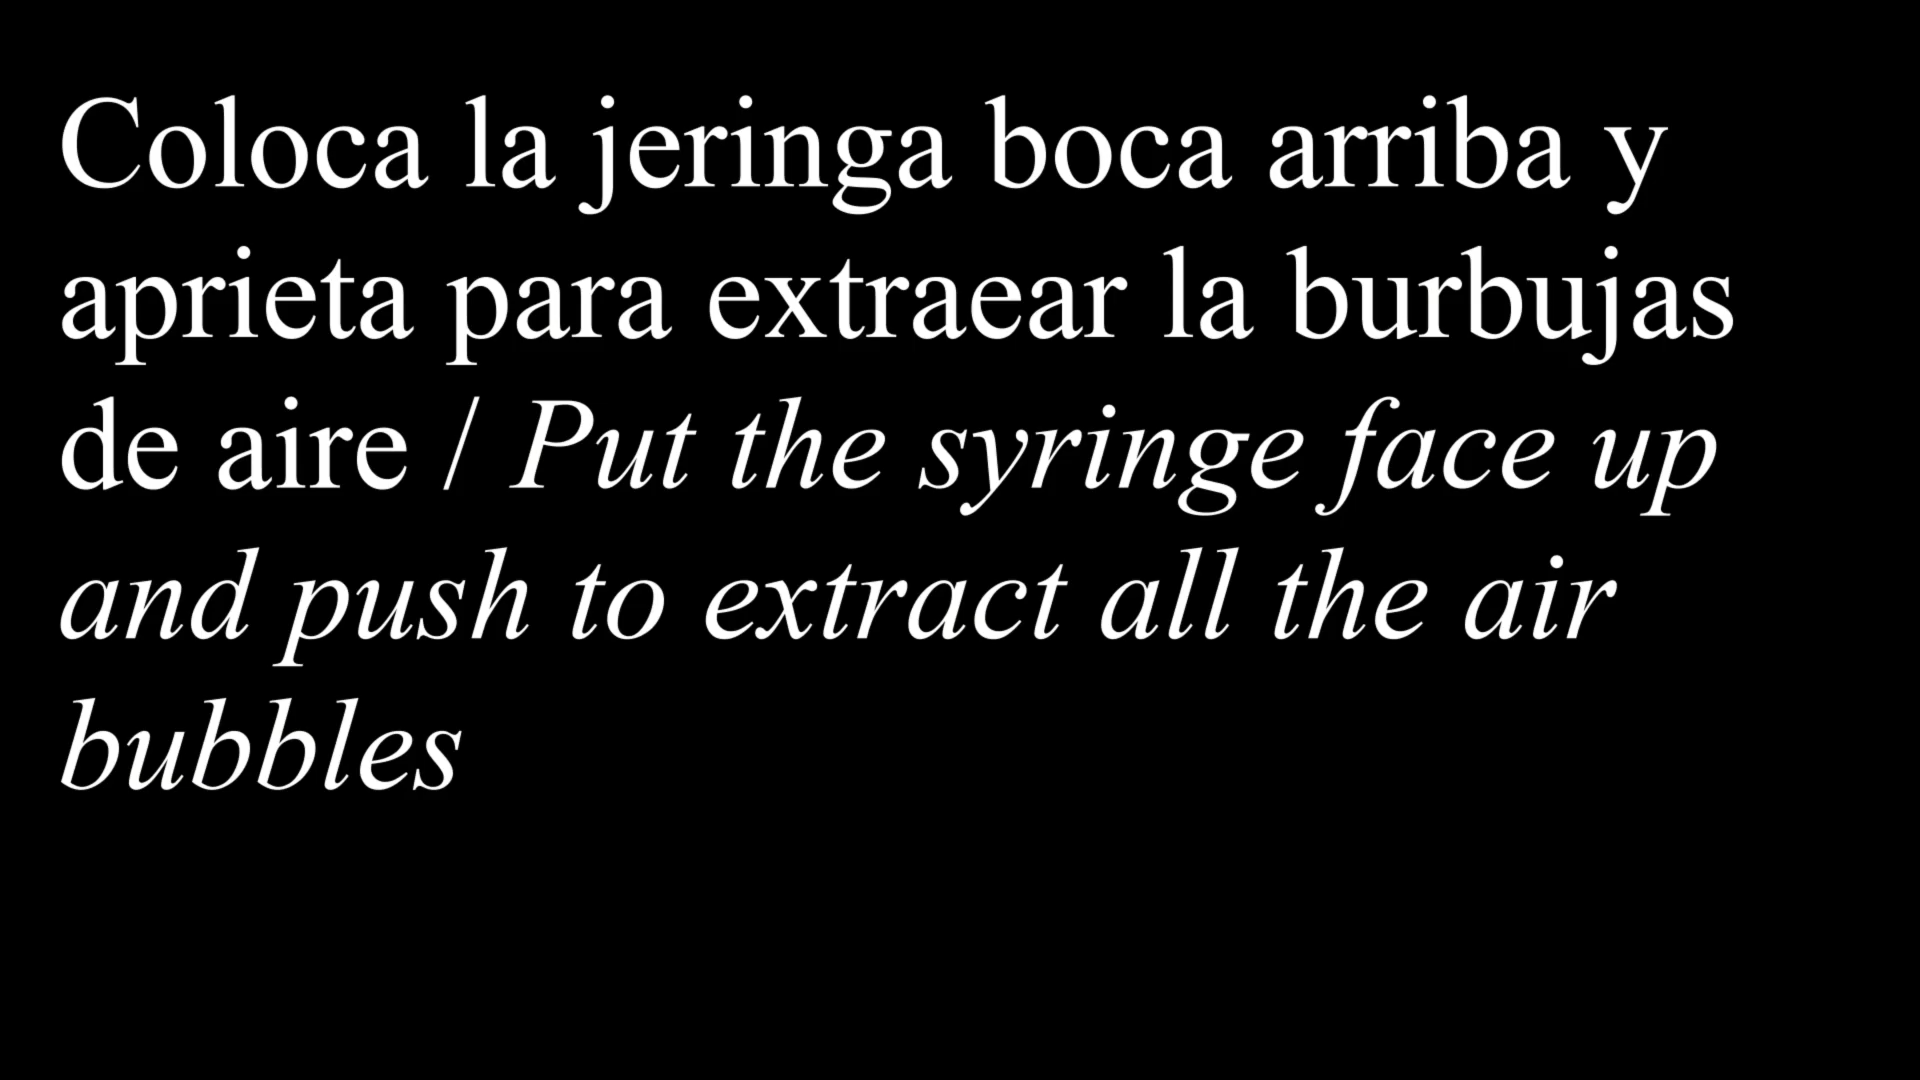 Coloca la jeringa boca arriba y
aprieta para extraear la burbujas
de aire / Put the syringe face up
and push to extract all the air
bubbles